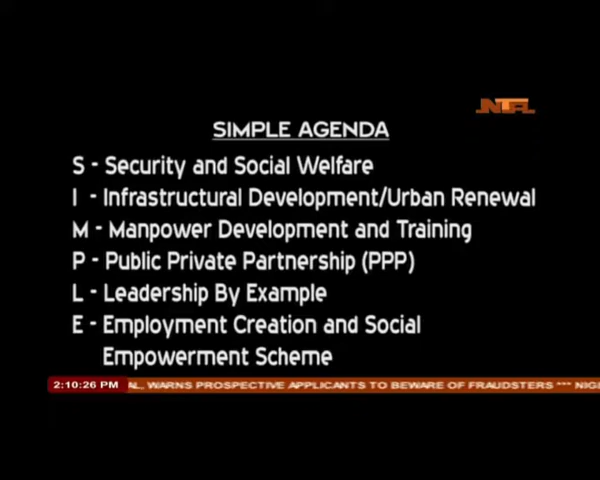 NTA
SIMPLE AGENDA
S - Security and Social Welfare
I - Infrastructural Development/Urban Renewal
M - Manpower Development and Training
P - Public Private Partnership (PPP)
L - Leadership By Example
E - Employment Creation and Social
Empowerment Scheme
2:10:26 PM
WARNS PROSPECTIVE APPLICANTS TO BEWARE OF FRAUDSTERS ***